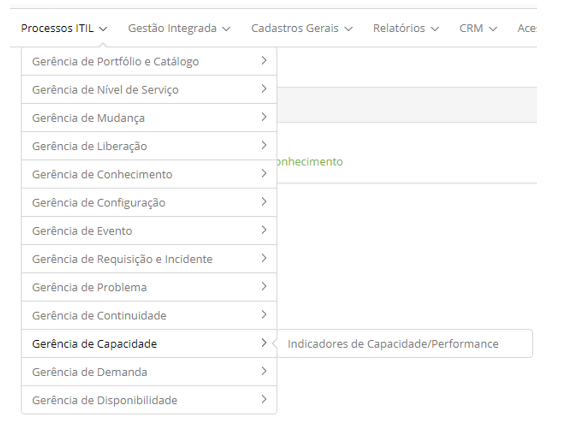 Processos ITIL Gestão Integrada Cadastros Gerais Relatórios CRM
Gerência de Portfólio e Catálogo
Gerência de Nível de Serviço
Gerência de Mudança
Gerência de Liberação
onhecimento
Gerência de Conhecimento
Gerência de Configuração
Gerência de Evento
Gerência de Requisição e Incidente
Gerência de Problema
Gerência de Continuidade
Gerência de Capacidade Indicadores de Capacidade/Performance
Gerência de Demanda
Gerência de Disponibilidade